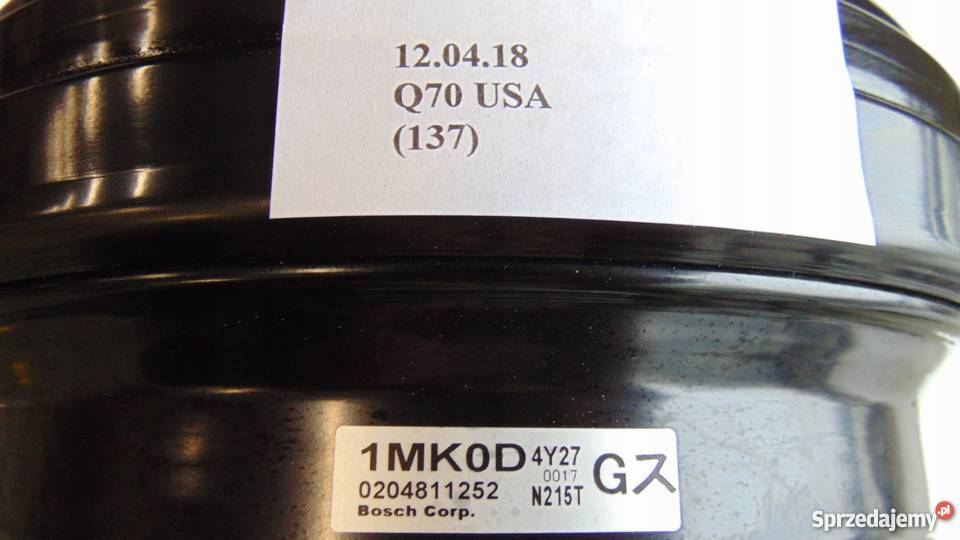 12.04.18
Q70 USA
(137)
1MK0D 4Y27 Gス
0017
0204811252 N215T
Bosch Corp.
Sprzedajemy.pl